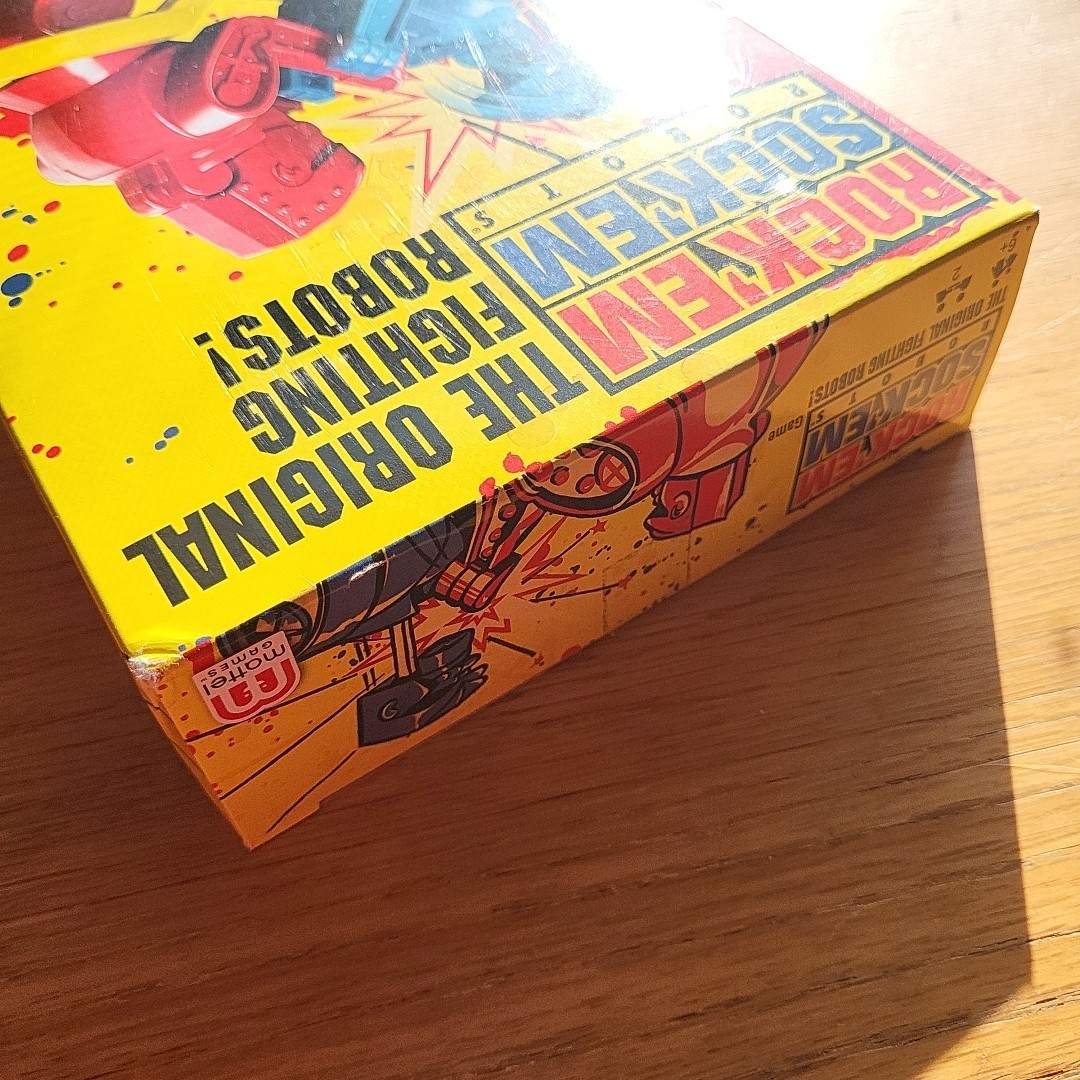 ROCK'EM
SOCK'EM
ROBOTS
THE ORIGINAL
FIGHTING
ROBOTS!
ROCK'EM
SOCK'EM
ROBOTS
Game
THE ORIGINAL FIGHTING ROBOTS!
2
6+
mattel
GAMES™